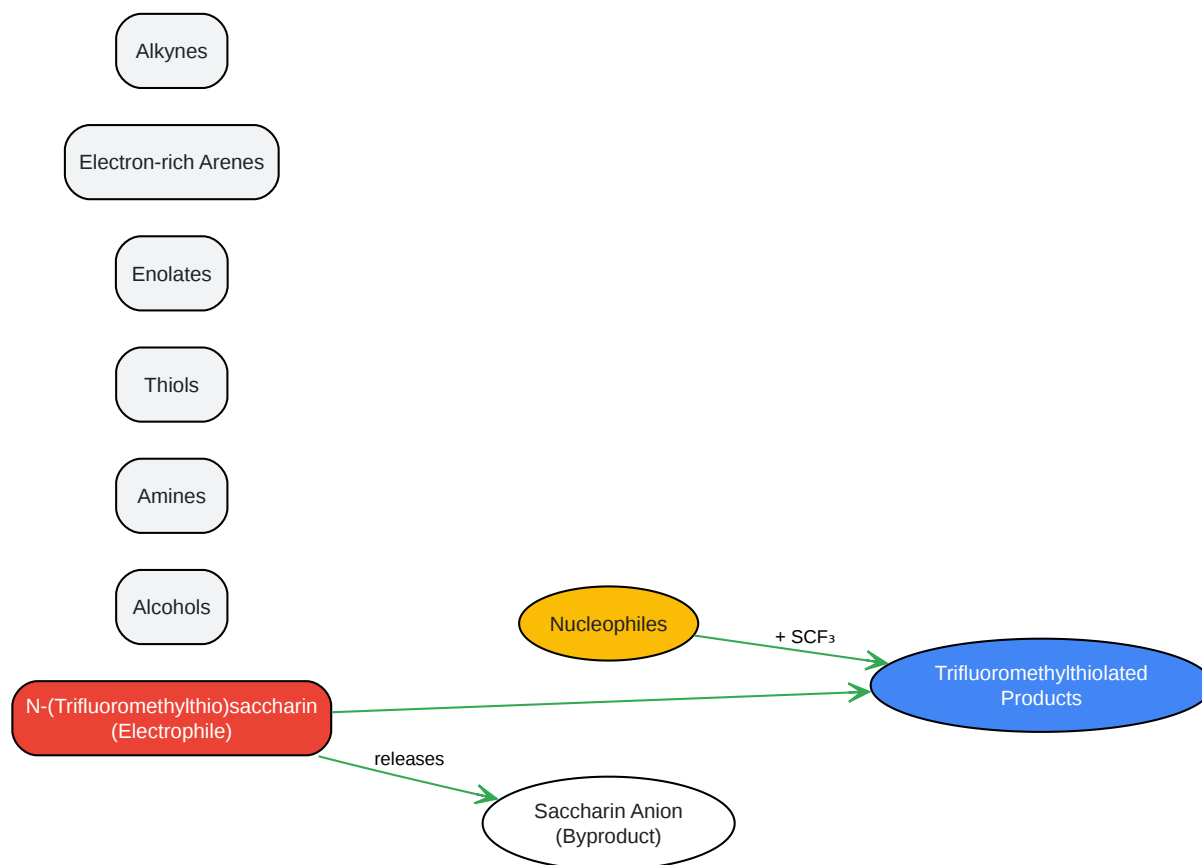 Alkynes
Electron-rich Arenes
Enolates
Thiols
Amines
Alcohols
Nucleophiles
+ SCF₃
Trifluoromethylthiolated
Products
N-(Trifluoromethylthio)saccharin
(Electrophile)
releases
Saccharin Anion
(Byproduct)